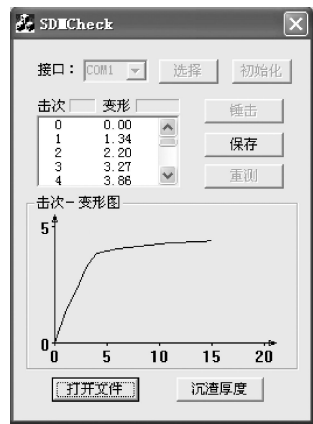 SDMCheck
接口： COM1 选择 初始化
击次 变形 锤击
0 0.00
1 1.34
2 2.20
3 3.27
4 3.86
保存
重测
击次-变形图
5
0
0 5 10 15 20
打开文件 沉渣厚度